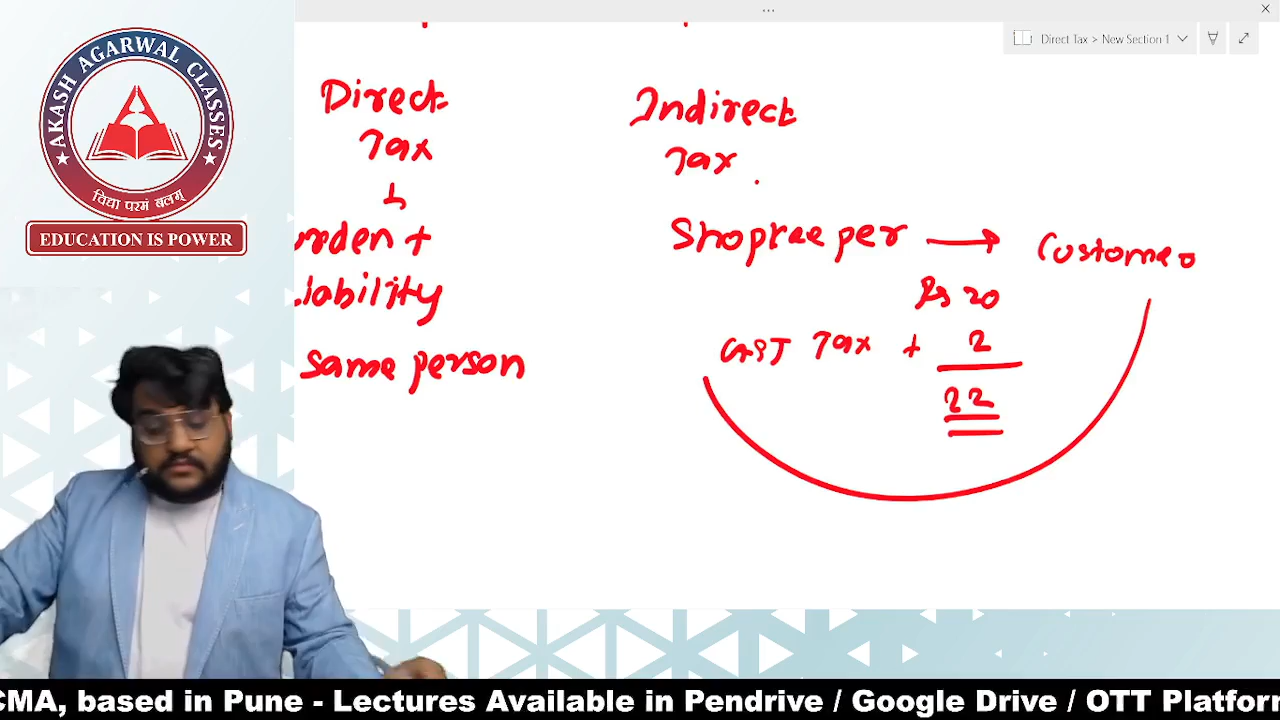 AKASH AGARWAL CLASSES
विद्या परमं बलम्
EDUCATION IS POWER
Direct Tax > New Section 1
Direct
Tax
urden +
iability
same person
Indirect
Tax
Shopkeeper → Customer
Rs 20
GST Tax + 2
22
CMA, based in Pune - Lectures Available in Pendrive / Google Drive / OTT Platform